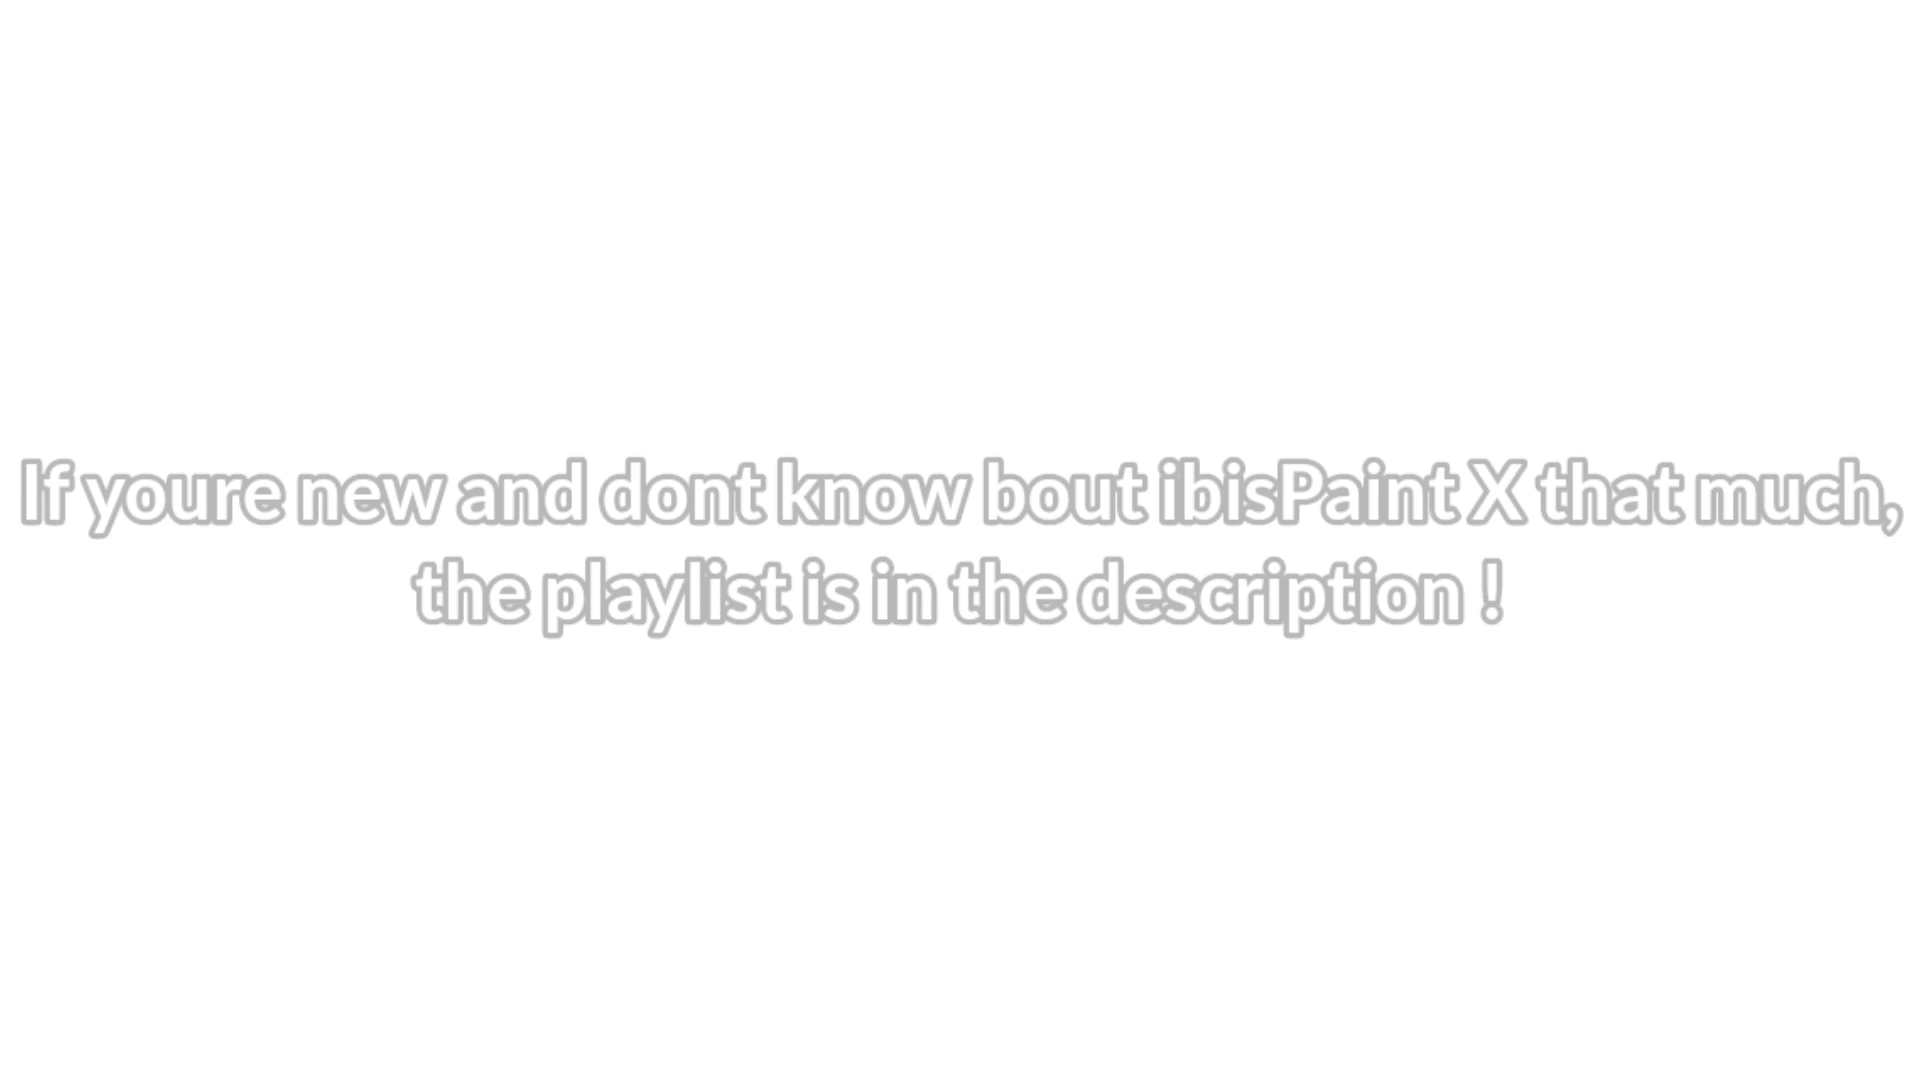 If youre new and dont know bout ibisPaint X that much,
the playlist is in the description !